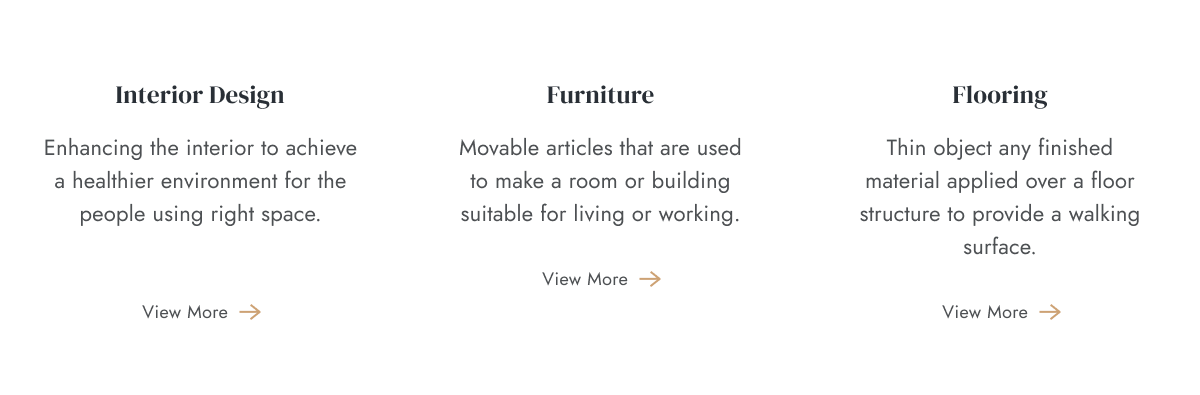 Interior Design
Enhancing the interior to achieve
a healthier environment for the
people using right space.
View More
Furniture
Movable articles that are used
to make a room or building
suitable for living or working.
View More
Flooring
Thin object any finished
material applied over a floor
structure to provide a walking
surface.
View More